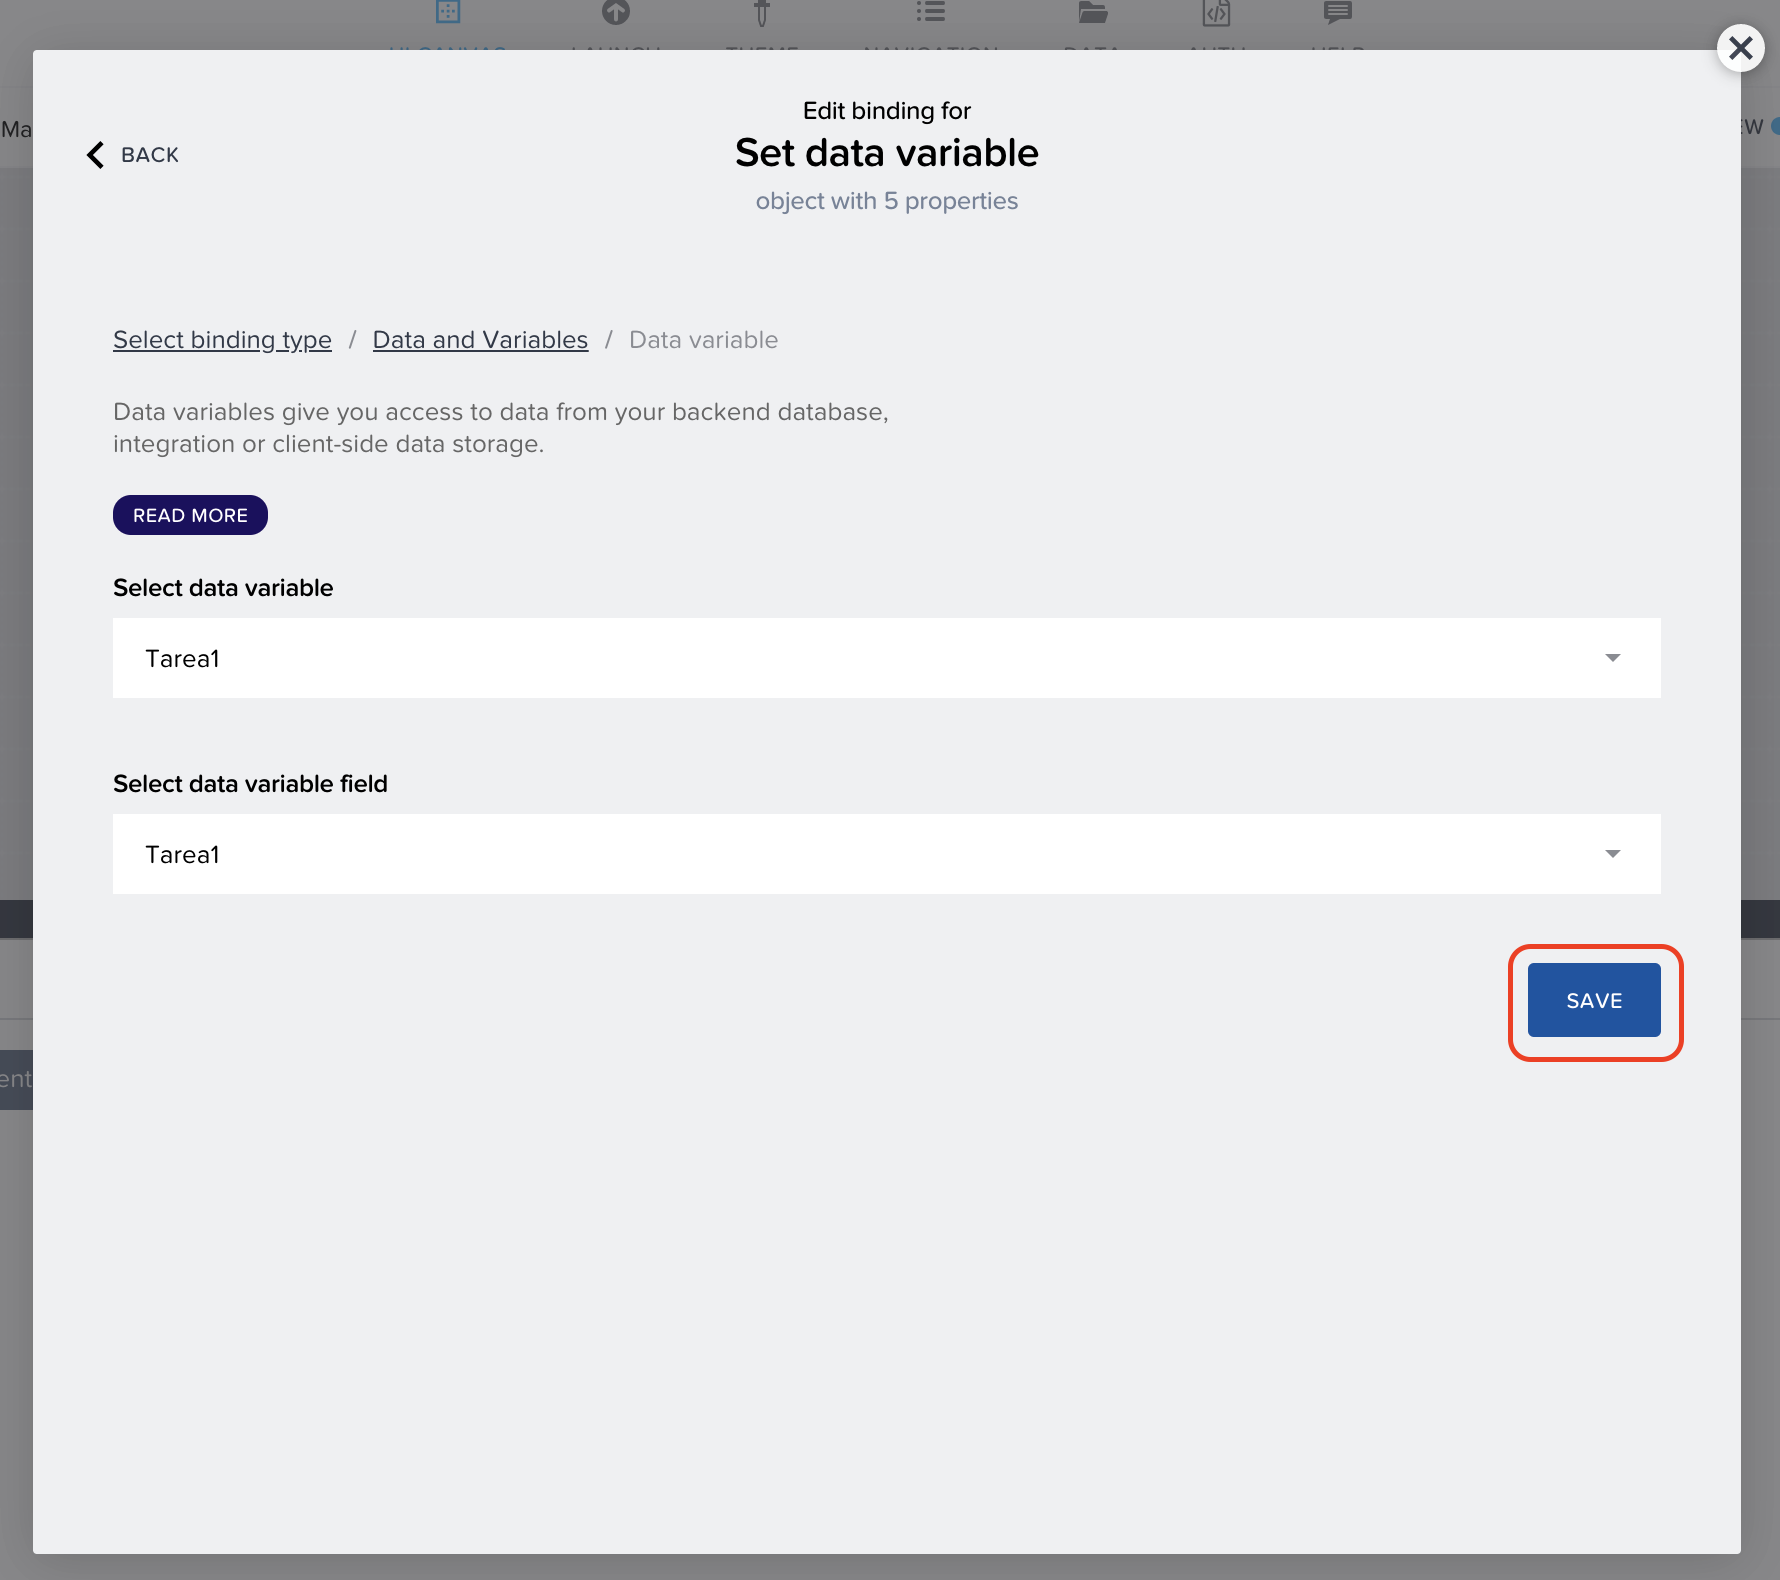 Ma
EW
Edit binding for
BACK
Set data variable
object with 5 properties
Select binding type / Data and Variables / Data variable
Data variables give you access to data from your backend database,
integration or client-side data storage.
READ MORE
Select data variable
Tarea1
Select data variable field
Tarea1
SAVE
ent